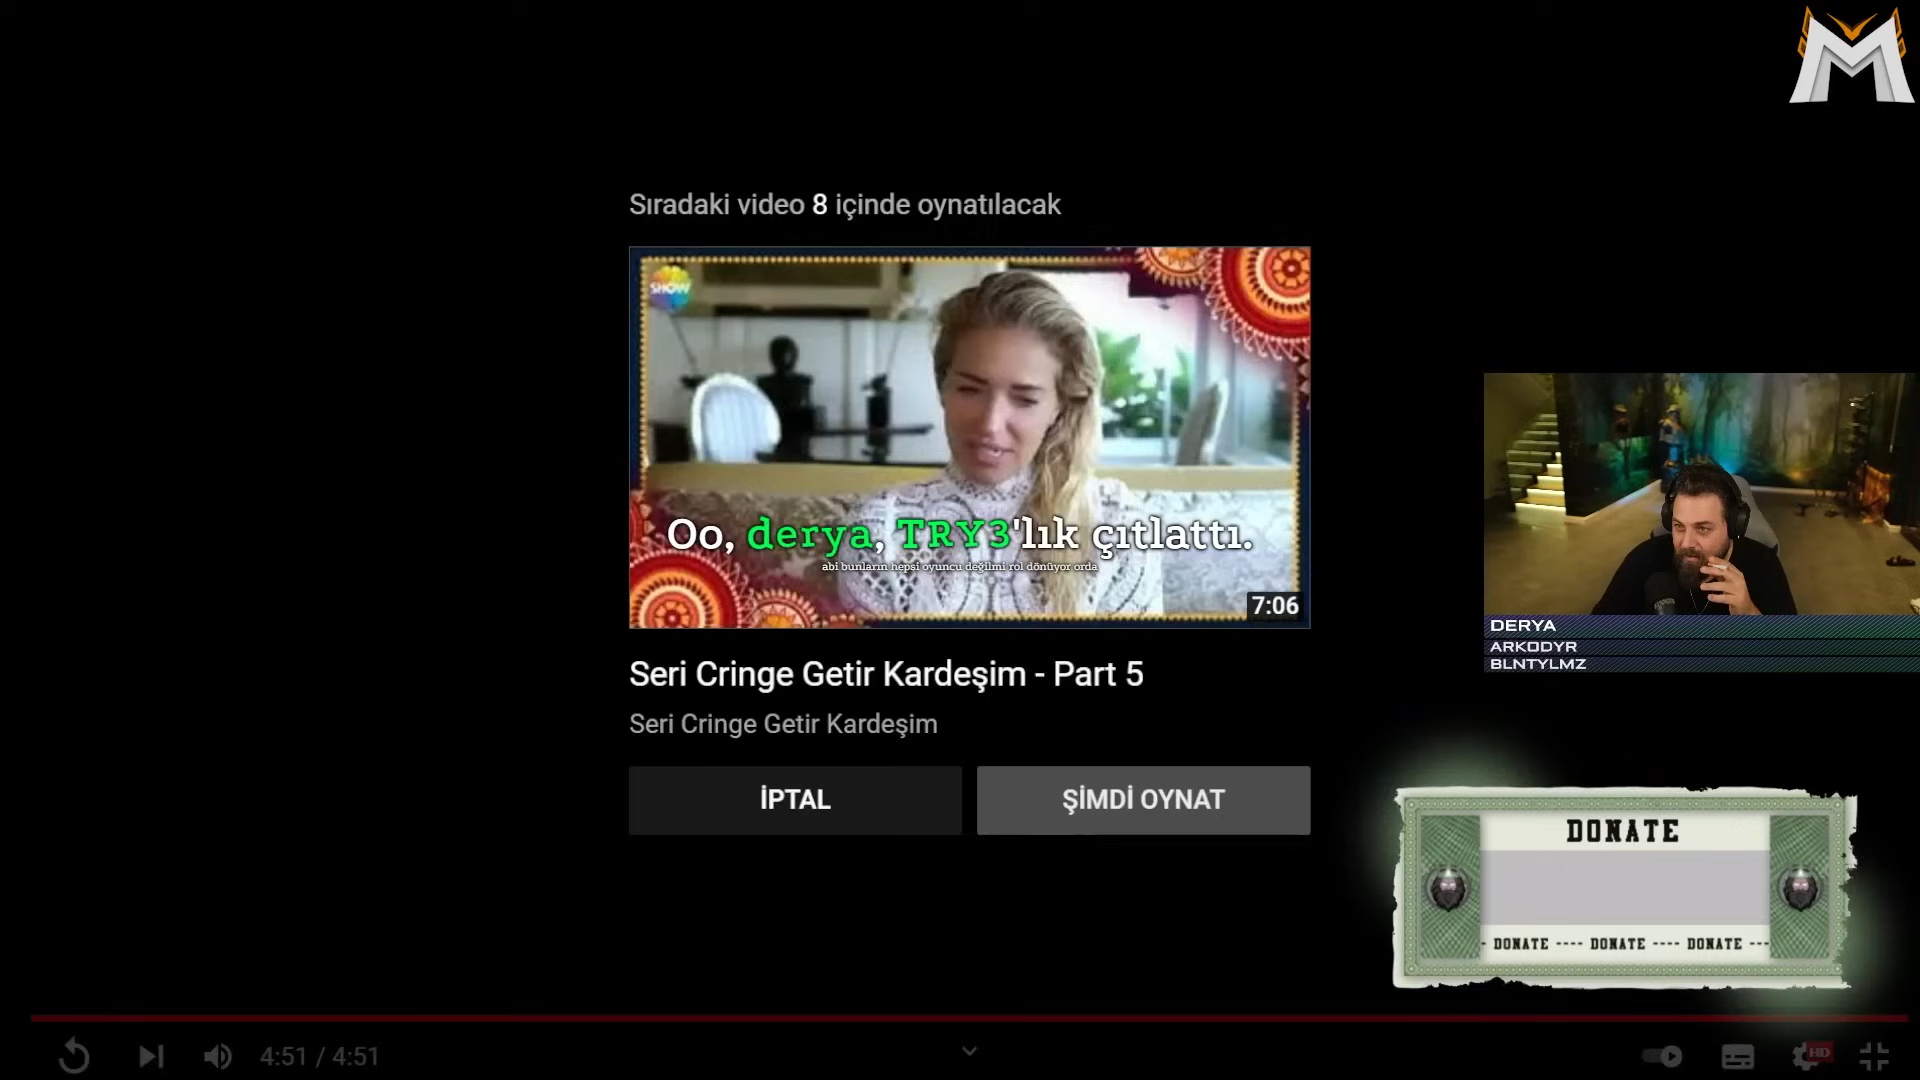 M
Sıradaki video 8 içinde oynatılacak
SHOW
Oo, derya, TRY3'lık çıtlattı.
abi bunların hepsi oyuncu değilmi rol dönüyor orda
7:06
Seri Cringe Getir Kardeşim - Part 5
Seri Cringe Getir Kardeşim
İPTAL
ŞİMDİ OYNAT
DERYA
ARKODYR
BLNTYLMZ
DONATE
- DONATE ---- DONATE ---- DONATE ---
4:51 / 4:51
HD